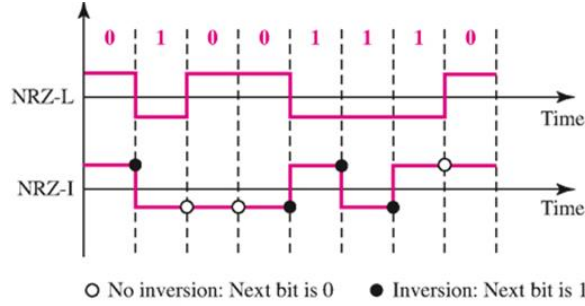 0 1 0 0 1 1 1 0
NRZ-L
Time
NRZ-I
Time
No inversion: Next bit is 0 Inversion: Next bit is 1